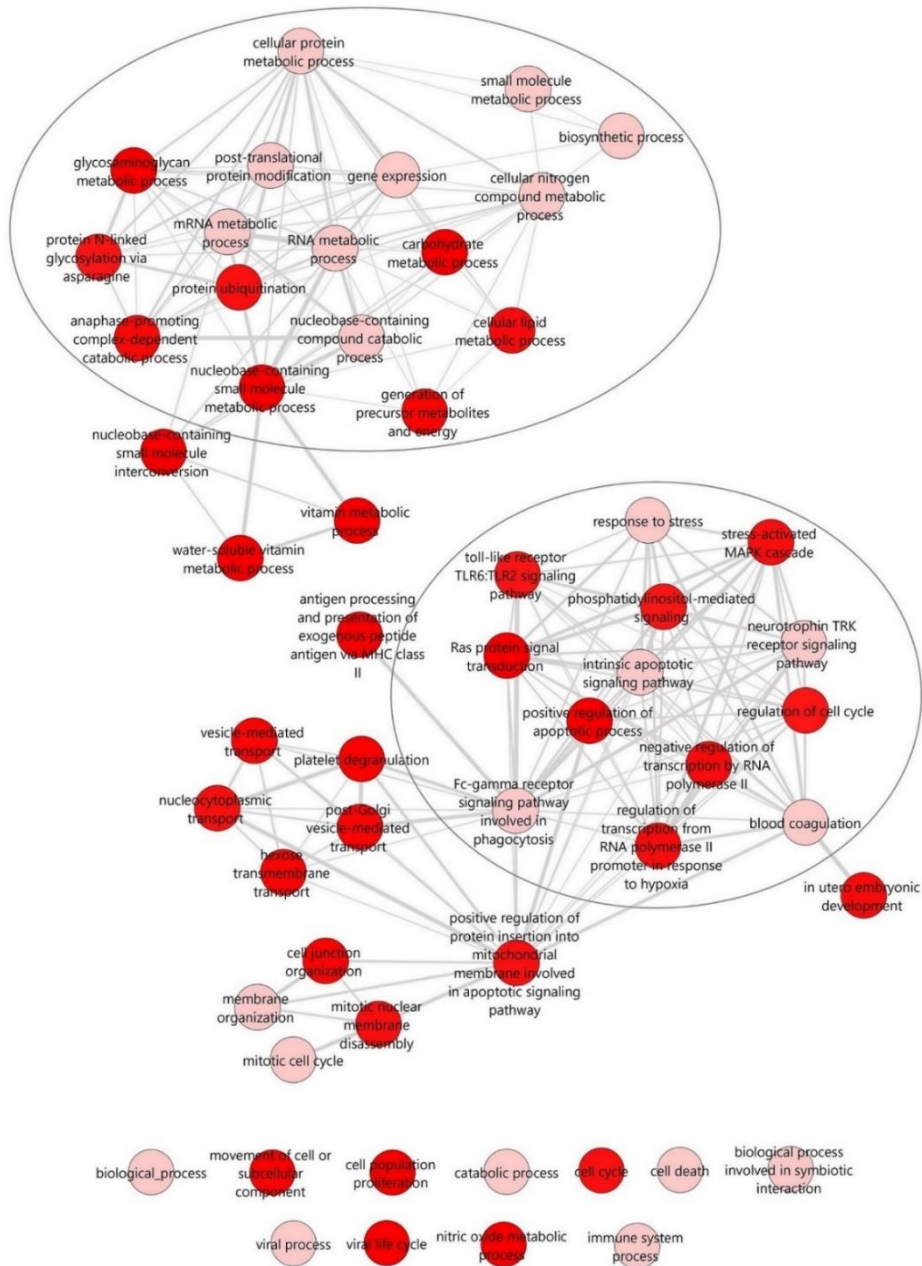 cellular protein
metabolic process
small molecule
metabolic process
biosynthetic process
glycosaminoglycan
metabolic process
post-translational
protein modification
gene expression
cellular nitrogen
compound metabolic
process
mRNA metabolic
process
RNA metabolic
process
protein N-linked
glycosylation via
asparagine
carbohydrate
metabolic process
protein ubiquitination
anaphase-promoting
complex-dependent
catabolic process
nucleobase-containing
compound catabolic
process
cellular lipid
metabolic process
nucleobase-containing
small molecule
metabolic process
generation of
precursor metabolites
and energy
nucleobase-containing
small molecule
interconversion
vitamin metabolic
process
water-soluble vitamin
metabolic process
response to stress
stress-activated
MAPK cascade
toll-like receptor
TLR6:TLR2 signaling
pathway
phosphatidylinositol-mediated
signaling
antigen processing
and presentation of
exogenous peptide
antigen via MHC class
II
Ras protein signal
transduction
intrinsic apoptotic
signaling pathway
neurotrophin TRK
receptor signaling
pathway
positive regulation of
apoptotic process
regulation of cell cycle
negative regulation of
transcription by RNA
polymerase II
vesicle-mediated
transport
platelet degranulation
nucleocytoplasmic
transport
post-Golgi
vesicle-mediated
transport
Fc-gamma receptor
signaling pathway
involved in
phagocytosis
regulation of
transcription from
RNA polymerase II
promoter in response
to hypoxia
blood coagulation
hexose
transmembrane
transport
in utero embryonic
development
positive regulation of
protein insertion into
mitochondrial
membrane involved
in apoptotic signaling
pathway
cell junction
organization
membrane
organization
mitotic nuclear
membrane
disassembly
mitotic cell cycle
biological_process
movement of cell or
subcellular
component
cell population
proliferation
catabolic process
cell cycle
cell death
biological process
involved in symbiotic
interaction
viral process
viral life cycle
nitric oxide metabolic
process
immune system
process